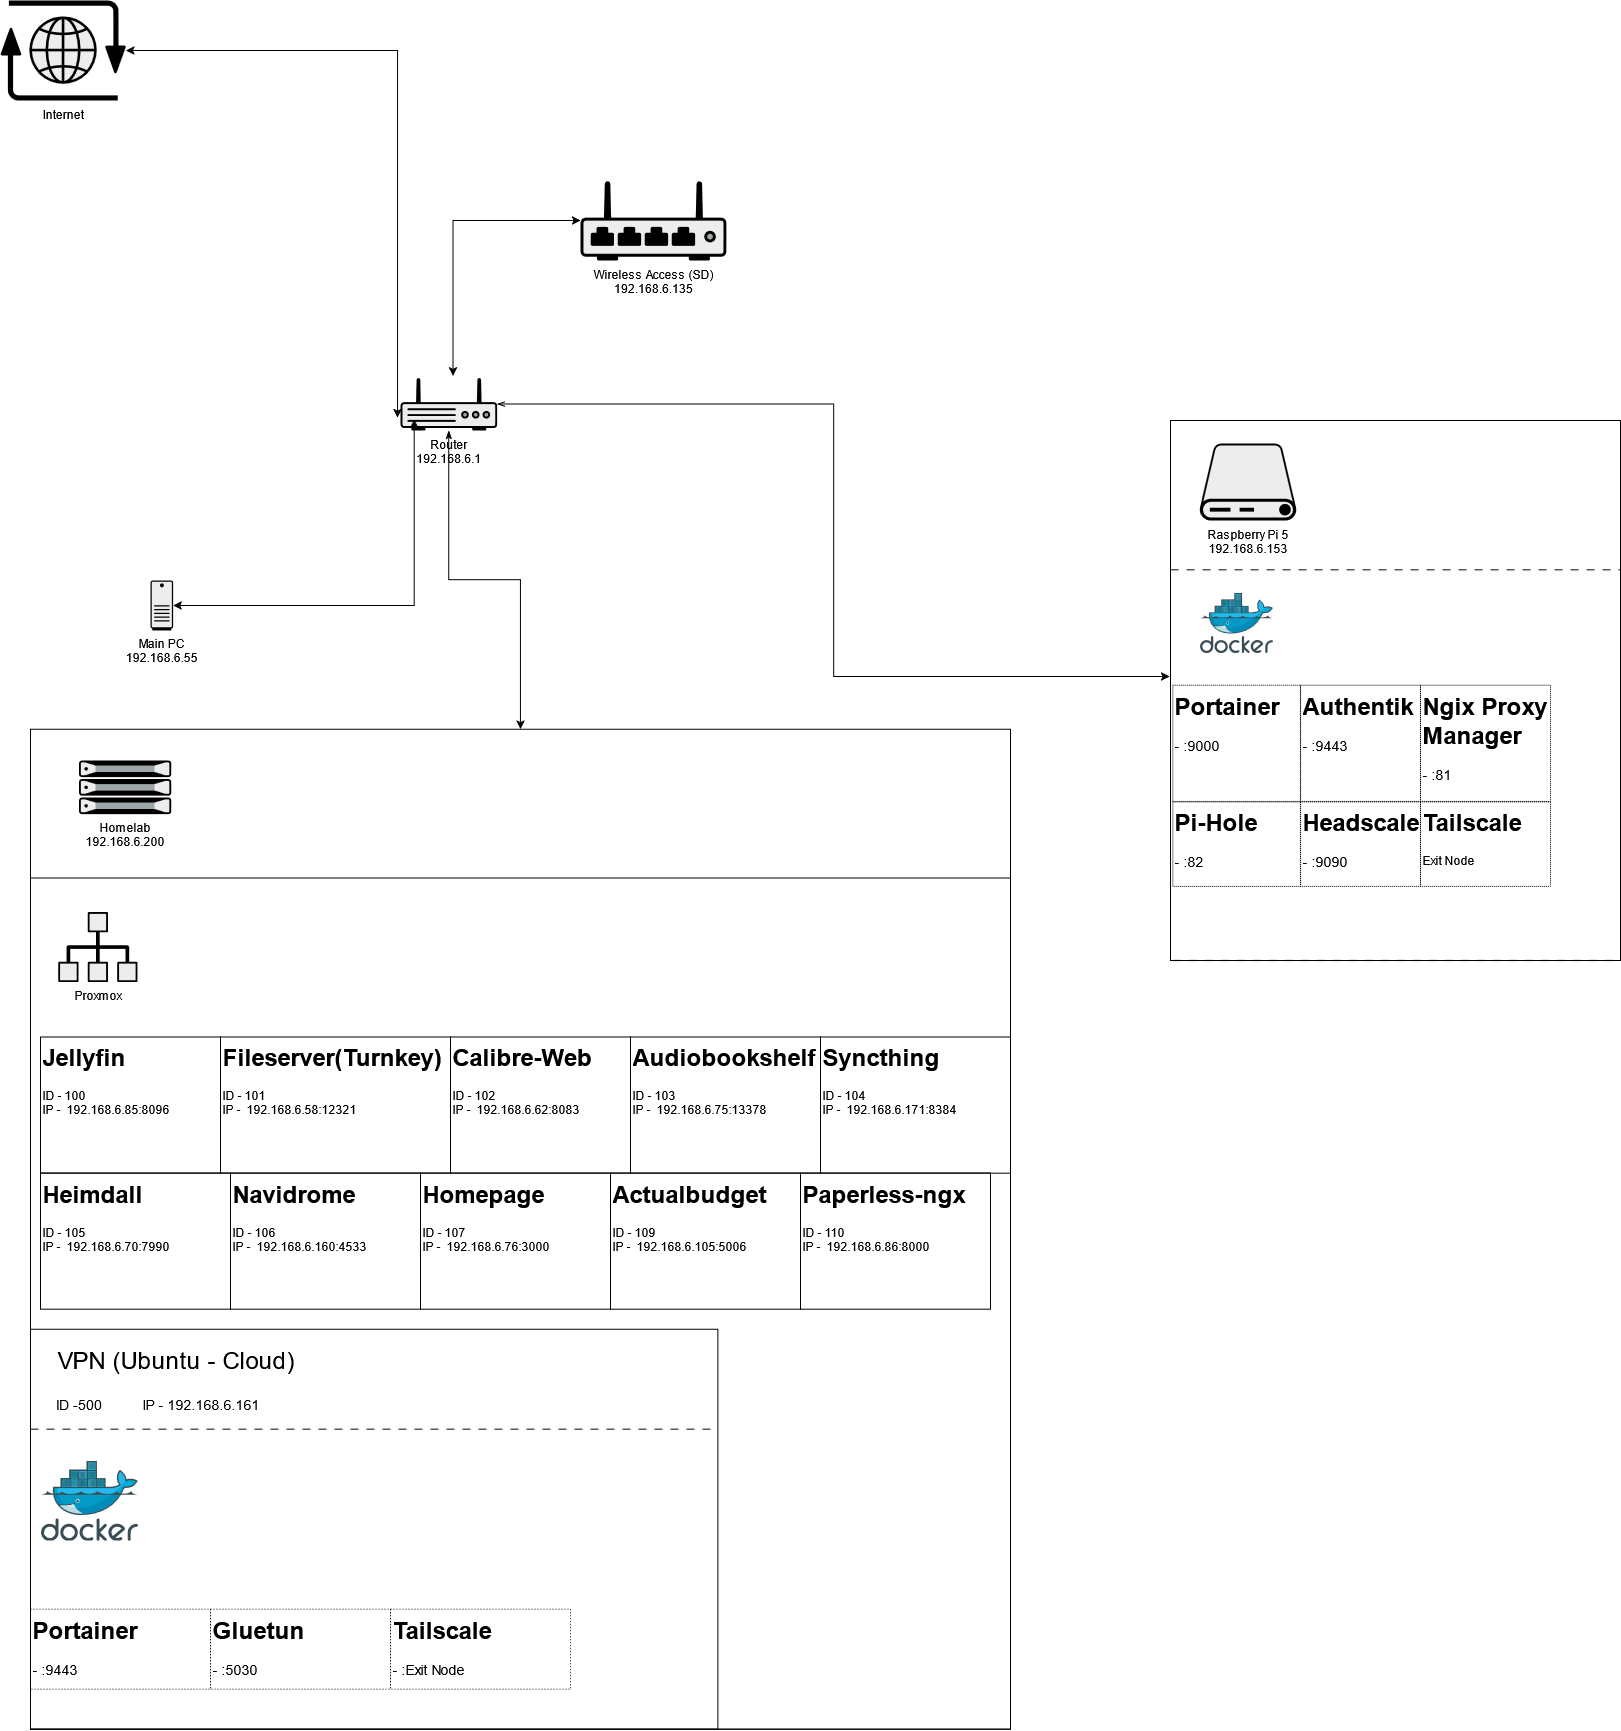 Internet
Wireless Access (SD)
192.168.6.135
Router
192.168.6.1
Main PC
192.168.6.55
Raspberry Pi 5
192.168.6.153
docker
Portainer
- :9000
Authentik
- :9443
Ngix Proxy
Manager
- :81
Pi-Hole
- :82
Headscale
- :9090
Tailscale
Exit Node
Homelab
192.168.6.200
Proxmox
Jellyfin
ID - 100
IP - 192.168.6.85:8096
Fileserver(Turnkey)
ID - 101
IP - 192.168.6.58:12321
Calibre-Web
ID - 102
IP - 192.168.6.62:8083
Audiobookshelf
ID - 103
IP - 192.168.6.75:13378
Syncthing
ID - 104
IP - 192.168.6.171:8384
Heimdall
ID - 105
IP - 192.168.6.70:7990
Navidrome
ID - 106
IP - 192.168.6.160:4533
Homepage
ID - 107
IP - 192.168.6.76:3000
Actualbudget
ID - 109
IP - 192.168.6.105:5006
Paperless-ngx
ID - 110
IP - 192.168.6.86:8000
VPN (Ubuntu - Cloud)
ID -500 IP - 192.168.6.161
docker
Portainer
- :9443
Gluetun
- :5030
Tailscale
- :Exit Node